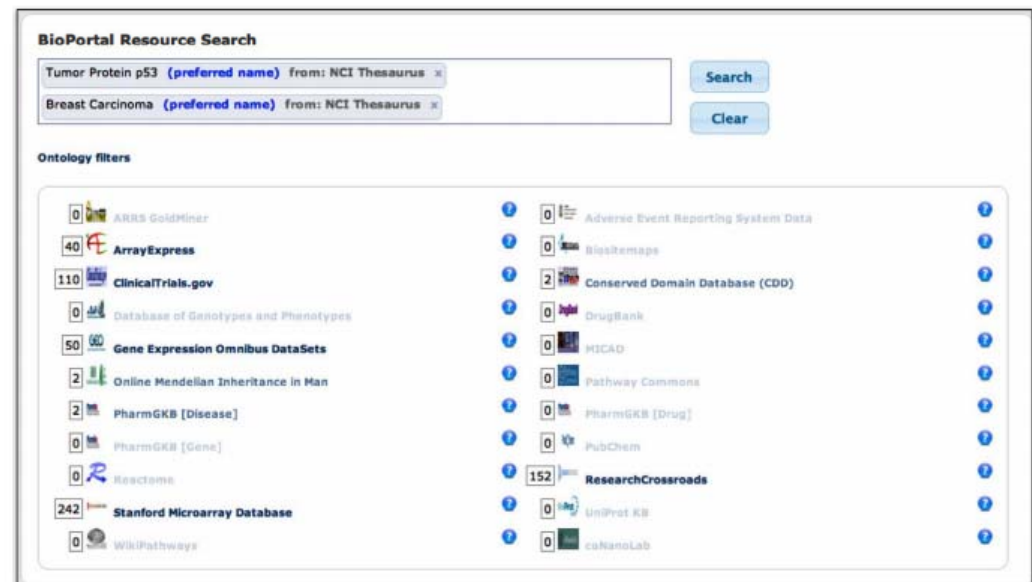 BioPortal Resource Search
Tumor Protein p53 (preferred name) from: NCI Thesaurus x
Search
Breast Carcinoma (preferred name) from: NCI Thesaurus x
Clear
Ontology filters
0 ARRS GoldMiner ?
0 Adverse Event Reporting System Data ?
40 ArrayExpress ?
0 Biositemaps ?
110 ClinicalTrials.gov ?
2 Conserved Domain Database (CDD) ?
0 Database of Genotypes and Phenotypes ?
0 DrugBank ?
50 GEO Gene Expression Omnibus DataSets ?
0 MICAD ?
2 Online Mendelian Inheritance in Man ?
0 Pathway Commons ?
2 PharmGKB [Disease] ?
0 PharmGKB [Drug] ?
0 PharmGKB [Gene] ?
0 PubChem ?
0 R Reactome ?
152 ResearchCrossroads ?
242 Stanford Microarray Database ?
0 UniProt KB ?
0 WikiPathways ?
0 caNanoLab ?